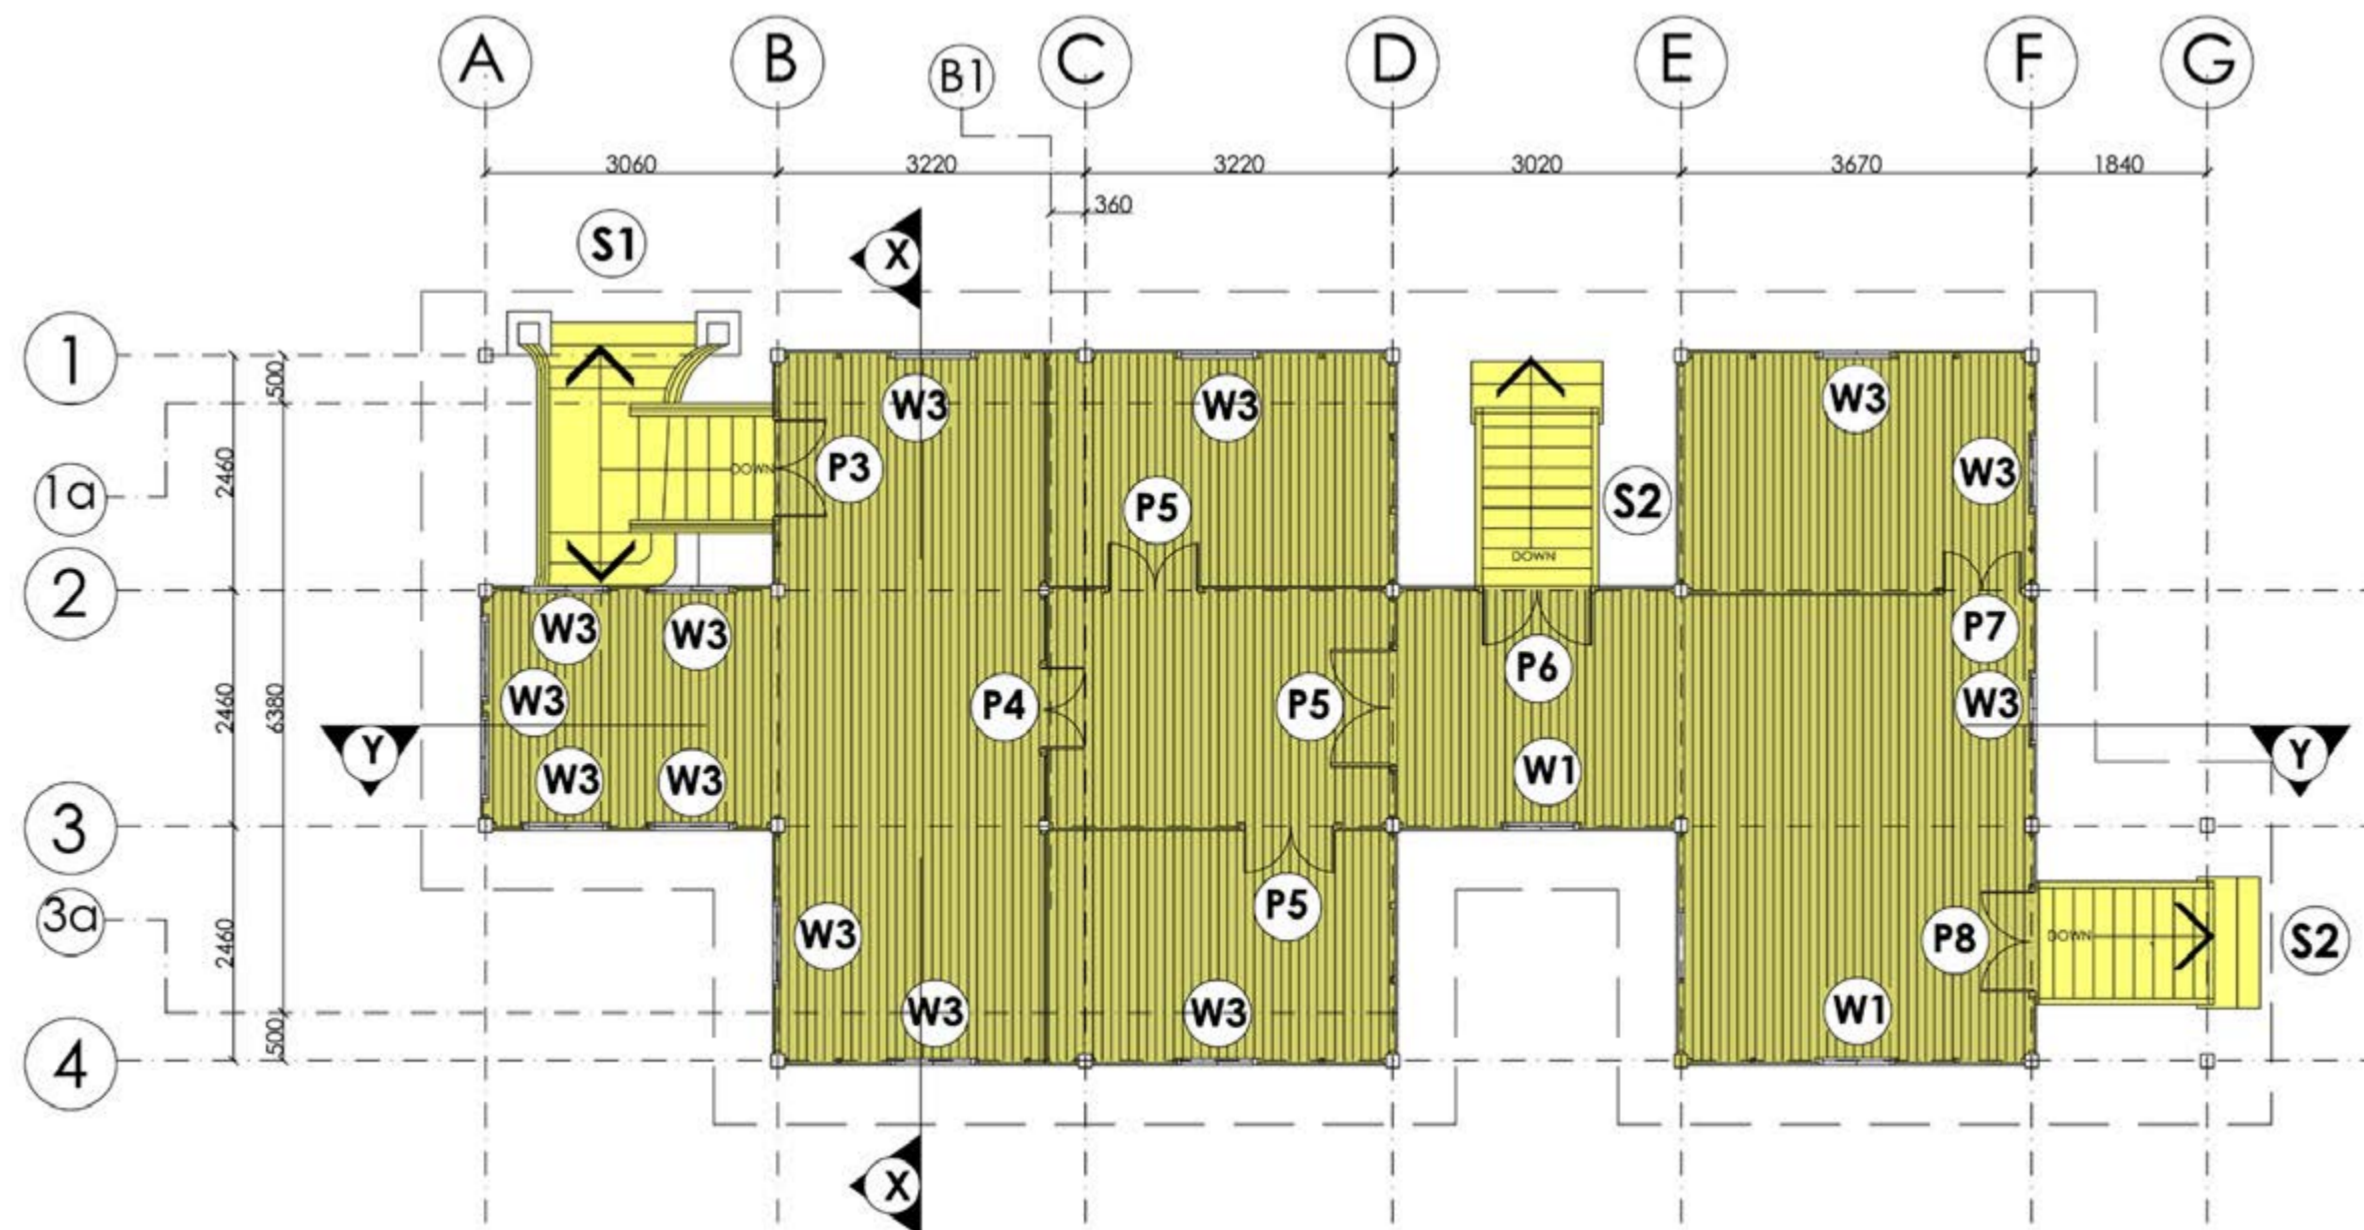 A B B1 C D E F G
3060 3220 3220 3020 3670 1840
360
S1 X
1
500
W3 W3 W3
1a 2460 DOWN P3 P5 S2 W3
DOWN
2
W3 W3 P6 P7
2460 6380 W3 P4 P5 W3
Y W3 W3 W1 Y
3
3a 2460 W3 P5 P8 DOWN S2
500 W3 W3 W1
4
X